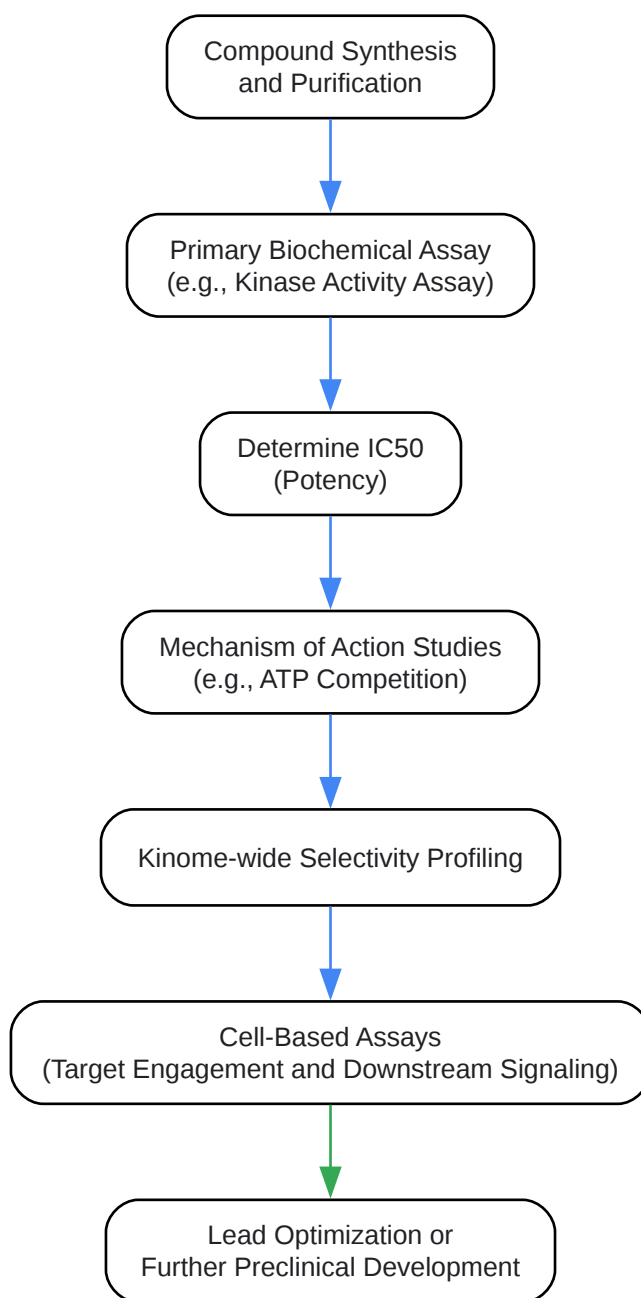 Compound Synthesis
and Purification
Primary Biochemical Assay
(e.g., Kinase Activity Assay)
Determine IC50
(Potency)
Mechanism of Action Studies
(e.g., ATP Competition)
Kinome-wide Selectivity Profiling
Cell-Based Assays
(Target Engagement and Downstream Signaling)
Lead Optimization or
Further Preclinical Development